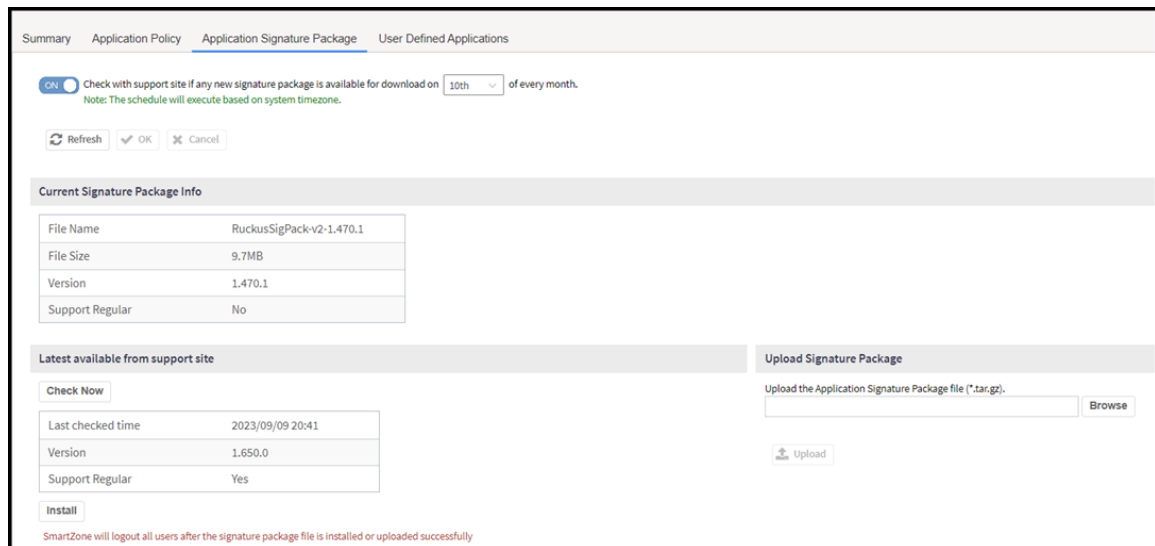 Summary Application Policy Application Signature Package User Defined Applications
ON Check with support site if any new signature package is available for download on 10th of every month.
Note: The schedule will execute based on system timezone.
Refresh OK Cancel
Current Signature Package Info
File Name RuckusSigPack-v2-1.470.1
File Size 9.7MB
Version 1.470.1
Support Regular No
Latest available from support site
Check Now
Last checked time 2023/09/09 20:41
Version 1.650.0
Support Regular Yes
Install
SmartZone will logout all users after the signature package file is installed or uploaded successfully
Upload Signature Package
Upload the Application Signature Package file (*.tar.gz).
Browse
Upload